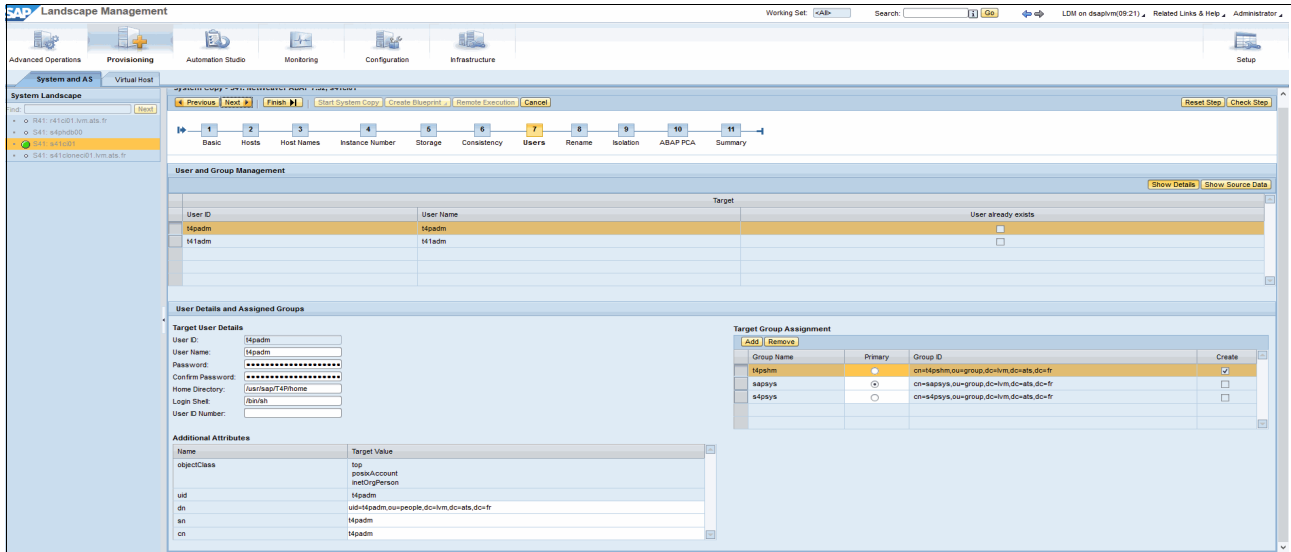 SAP Landscape Management
Working Set: <All> Search: Go LDM on dsaplvm(09:21) Related Links & Help Administrator
Advanced Operations Provisioning Automation Studio Monitoring Configuration Infrastructure Setup
System and AS Virtual Host
System Landscape
Find: Next
R41: r41ci01.lvm.ats.fr
S41: s4phdb00
S41: s41ci01
S41: s41cloneci01.lvm.ats.fr
System Copy - S41: NetWeaver ABAP 7.52, s41ci01
Previous Next Finish Start System Copy Create Blueprint Remote Execution Cancel Reset Step Check Step
1 2 3 4 5 6 7 8 9 10 11
Basic Hosts Host Names Instance Number Storage Consistency Users Rename Isolation ABAP PCA Summary
User and Group Management
Show Details Show Source Data
Target
User ID User Name User already exists
t4padm t4padm
t41adm t41adm
User Details and Assigned Groups
Target User Details
User ID: t4padm
User Name: t4padm
Password:
Confirm Password:
Home Directory: /usr/sap/T4P/home
Login Shell: /bin/sh
User ID Number:
Additional Attributes
Name Target Value
objectClass top
posixAccount
inetOrgPerson
uid t4padm
dn uid=t4padm,ou=people,dc=lvm,dc=ats,dc=fr
sn t4padm
cn t4padm
Target Group Assignment
Add Remove
Group Name Primary Group ID Create
t4pshm cn=t4pshm,ou=group,dc=lvm,dc=ats,dc=fr
sapsys cn=sapsys,ou=group,dc=lvm,dc=ats,dc=fr
s4psys cn=s4psys,ou=group,dc=lvm,dc=ats,dc=fr